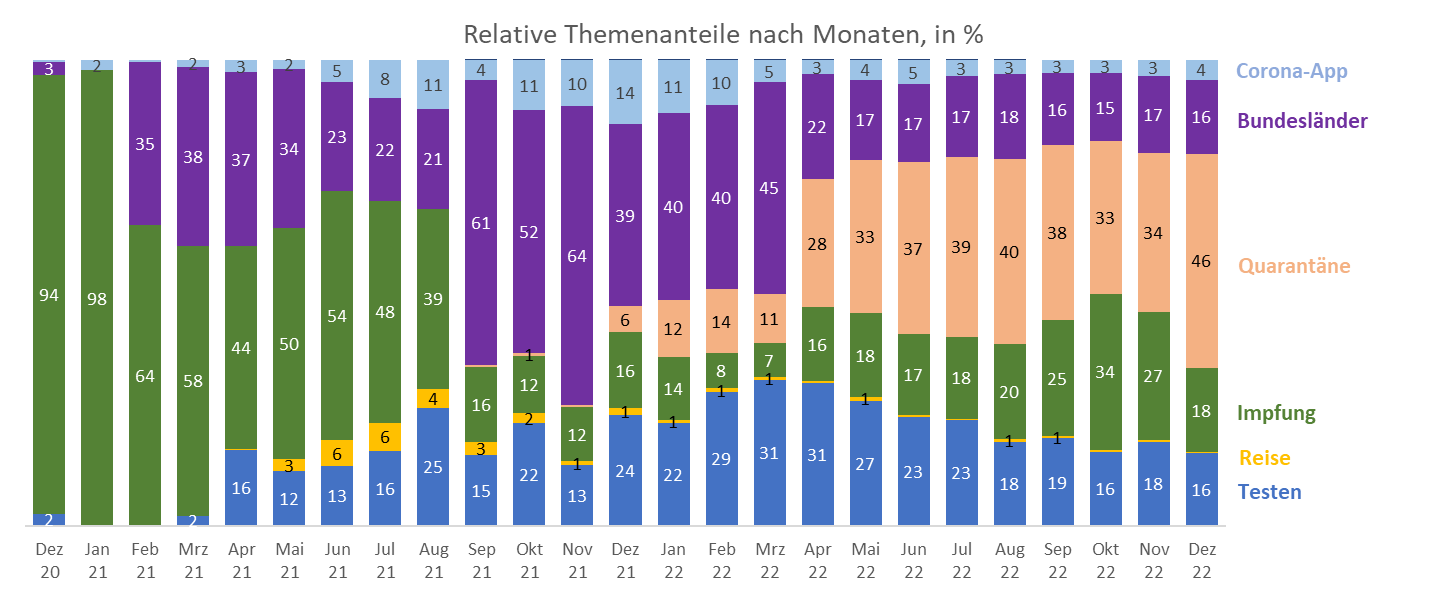 Relative Themenanteile nach Monaten, in %
3 2 2 3 2 5 8 11 4 11 10 14 11 10 5 3 4 5 3 3 3 3 3 4 Corona-App
35 38 37 34 23 22 21 61 52 64 39 40 40 45 22 17 17 17 18 16 15 17 16 Bundesländer
1 6 12 14 11 28 33 37 39 40 38 33 34 46 Quarantäne
94 98 64 58 44 50 54 48 39 16 12 12 16 14 8 7 16 18 17 18 20 25 34 27 18 Impfung
3 6 6 4 3 2 1 1 1 1 1 1 1 1 Reise
2 2 16 12 13 16 25 15 22 13 24 22 29 31 31 27 23 23 18 19 16 18 16 Testen
Dez Jan Feb Mrz Apr Mai Jun Jul Aug Sep Okt Nov Dez Jan Feb Mrz Apr Mai Jun Jul Aug Sep Okt Nov Dez
20 21 21 21 21 21 21 21 21 21 21 21 21 22 22 22 22 22 22 22 22 22 22 22 22